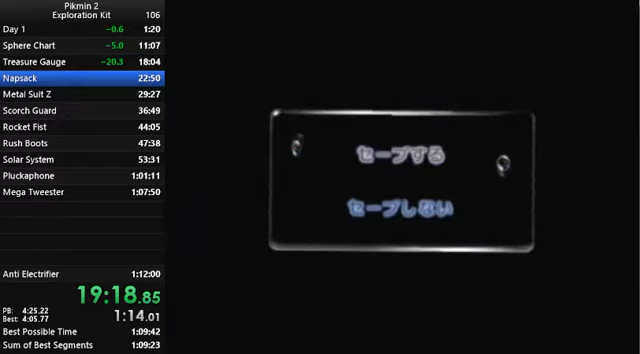 Pikmin 2
Exploration Kit 106
Day 1 -0.6 1:20
Sphere Chart -5.0 11:07
Treasure Gauge -20.3 18:04
Napsack 22:50
Metal Suit Z 29:27
Scorch Guard 36:49
Rocket Fist 44:05
Rush Boots 47:38
Solar System 53:31
Pluckaphone 1:01:11
Mega Tweester 1:07:50
セーブする
セーブしない
Anti Electrifier 1:12:00
19:18.85
PB: 4:25.22
Best: 4:05.77
1:14.01
Best Possible Time 1:09:42
Sum of Best Segments 1:09:23